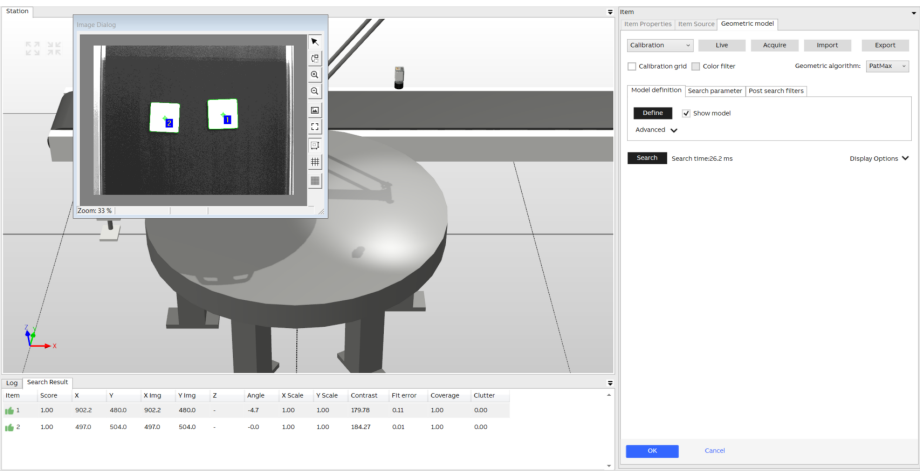 Station
Image Dialog
2
1
Zoom: 33 %
Z
X
Log Search Result
Item Score X Y X Img Y Img Z Angle X Scale Y Scale Contrast Fit error Coverage Clutter
1 1.00 902.2 480.0 902.2 480.0 - -4.7 1.00 1.00 179.78 0.11 1.00 0.00
2 1.00 497.0 504.0 497.0 504.0 - -0.0 1.00 1.00 184.27 0.01 1.00 0.00
Item
Item Properties Item Source Geometric model
Calibration Live Acquire Import Export
Calibration grid Color filter Geometric algorithm: PatMax
Model definition Search parameter Post search filters
Define Show model
Advanced
Search Search time:26.2 ms Display Options
OK Cancel